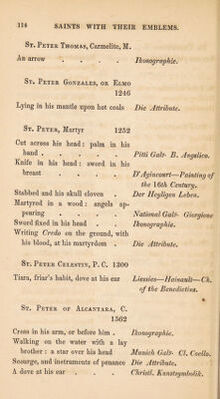 114 SAINTS WITH THEIR EMBLEMS.
ST. PETER THOMAS, Carmelite, M.
An arrow . . . . Ikonographie.
ST. PETER GONZALES, OR ELMO
1246
Lying in his mantle upon hot coals Die Attribute.
ST. PETER, Martyr 1252
Cut across his head: palm in his
hand . . . . Pitti Gal.- B. Angelico.
Knife in his head: sword in his
breast . . . . D'Agincourt—Painting of
the 16th Century.
Stabbed and his skull cloven . Der Heyligen Leben.
Martyred in a wood: angels ap-
pearing . . . . National Gal- Giorgione
Sword fixed in his head . . Ikonographie.
Writing Credo on the ground, with
his blood, at his martyrdom . Die Attribute.
ST. PETER CELESTIN, P. C. 1300
Tiara, friar's habit, dove at his ear Liessies—Hainault—Ch.
of the Benedictins.
ST. PETER OF ALCANTARA, C.
1562
Cross in his arm, or before him . Ikonographie.
Walking on the water with a lay
brother: a star over his head Munich Gal- Cl. Coello.
Scourge, and instruments of penance Die Attribute.
A dove at his ear . . . Christl. Kunstsymbolik.